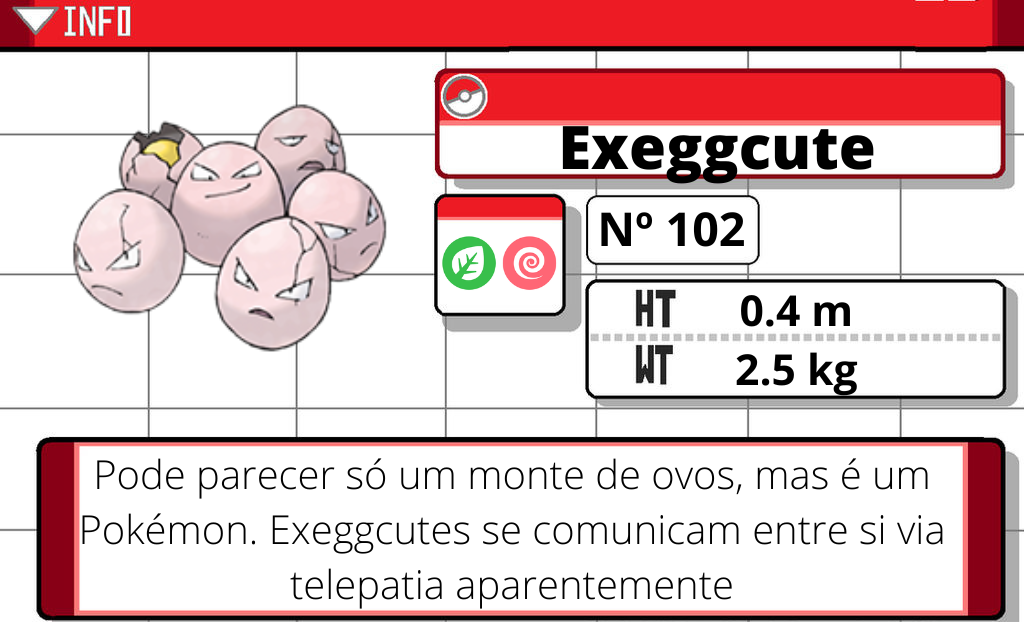 INFO
Exeggcute
Nº 102
HT 0.4 m
WT 2.5 kg
Pode parecer só um monte de ovos, mas é um
Pokémon. Exeggcutes se comunicam entre si via
telepatia aparentemente